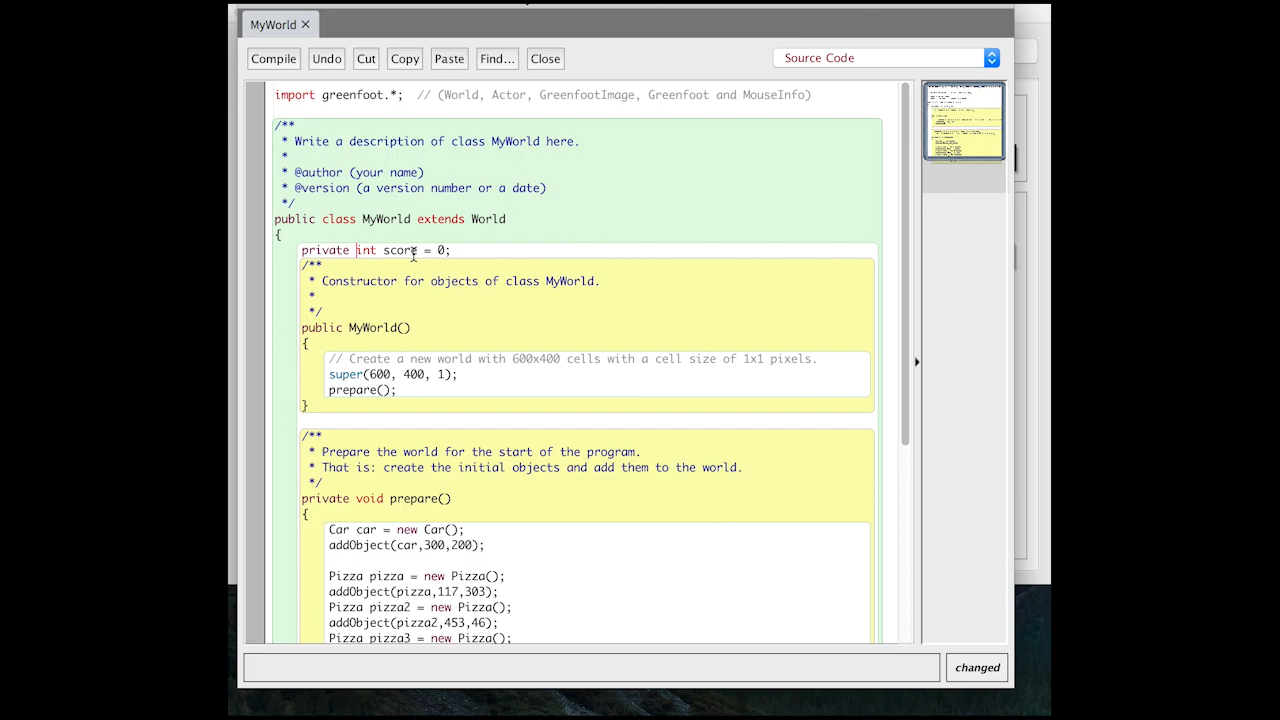 MyWorld ✕
Compile Undo Cut Copy Paste Find... Close Source Code
import greenfoot.*;  // (World, Actor, GreenfootImage, Greenfoot and MouseInfo)
/**
 * Write a description of class MyWorld here.
 *
 * @author (your name)
 * @version (a version number or a date)
 */
public class MyWorld extends World
{
    private int score = 0;
    /**
     * Constructor for objects of class MyWorld.
     *
     */
    public MyWorld()
    {
        // Create a new world with 600x400 cells with a cell size of 1x1 pixels.
        super(600, 400, 1);
        prepare();
    }
    /**
     * Prepare the world for the start of the program.
     * That is: create the initial objects and add them to the world.
     */
    private void prepare()
    {
        Car car = new Car();
        addObject(car,300,200);
        Pizza pizza = new Pizza();
        addObject(pizza,117,303);
        Pizza pizza2 = new Pizza();
        addObject(pizza2,453,46);
        Pizza pizza3 = new Pizza();
changed